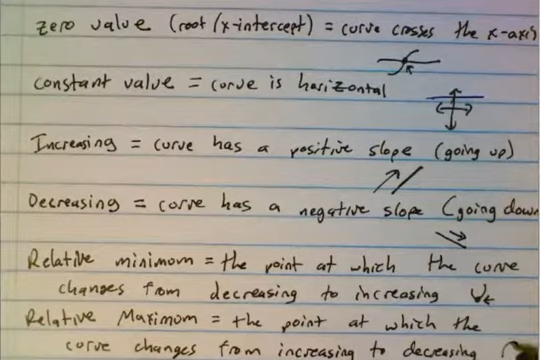 zero value (root/x-intercept) = curve crosses the x-axis
constant value = curve is horizontal
Increasing = curve has a positive slope (going up)
Decreasing = curve has a negative slope (going down
Relative minimum = the point at which the curve
changes from decreasing to increasing
Relative Maximum = the point at which the
curve changes from increasing to decreasing